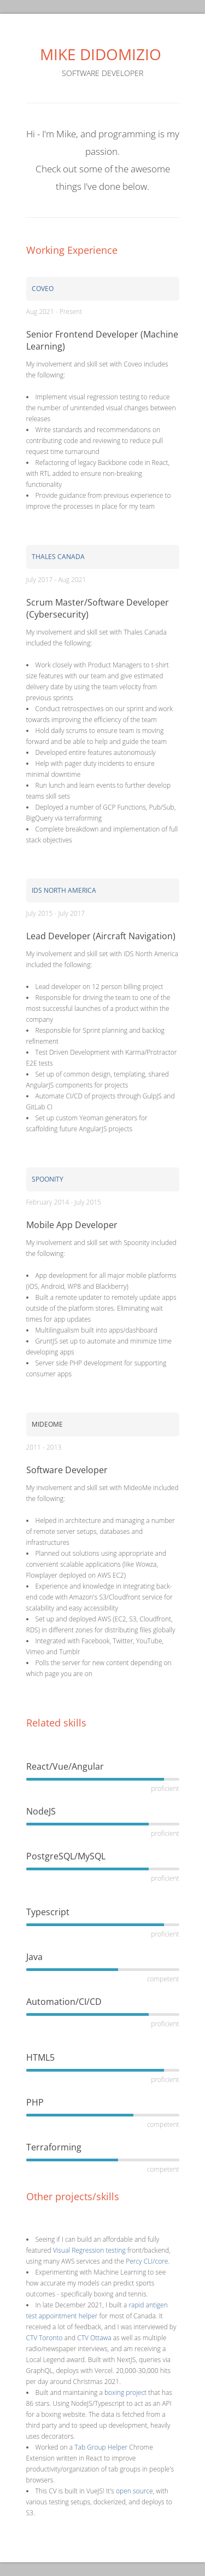 MIKE DIDOMIZIO
SOFTWARE DEVELOPER
Hi - I'm Mike, and programming is my
passion.
Check out some of the awesome
things I've done below.
Working Experience
COVEO
Aug 2021 - Present
Senior Frontend Developer (Machine
Learning)
My involvement and skill set with Coveo includes
the following:
• Implement visual regression testing to reduce
the number of unintended visual changes between
releases
• Write standards and recommendations on
contributing code and reviewing to reduce pull
request time turnaround
• Refactoring of legacy Backbone code in React,
with RTL added to ensure non-breaking
functionality
• Provide guidance from previous experience to
improve the processes in place for my team
THALES CANADA
July 2017 - Aug 2021
Scrum Master/Software Developer
(Cybersecurity)
My involvement and skill set with Thales Canada
included the following:
• Work closely with Product Managers to t-shirt
size features with our team and give estimated
delivery date by using the team velocity from
previous sprints
• Conduct retrospectives on our sprint and work
towards improving the efficiency of the team
• Hold daily scrums to ensure team is moving
forward and be able to help and guide the team
• Developed entire features autonomously
• Help with pager duty incidents to ensure
minimal downtime
• Run lunch and learn events to further develop
teams skill sets
• Deployed a number of GCP Functions, Pub/Sub,
BigQuery via terraforming
• Complete breakdown and implementation of full
stack objectives
IDS NORTH AMERICA
July 2015 - July 2017
Lead Developer (Aircraft Navigation)
My involvement and skill set with IDS North America
included the following:
• Lead developer on 12 person billing project
• Responsible for driving the team to one of the
most successful launches of a product within the
company
• Responsible for Sprint planning and backlog
refinement
• Test Driven Development with Karma/Protractor
E2E tests
• Set up of common design, templating, shared
AngularJS components for projects
• Automate CI/CD of projects through GulpJS and
GitLab CI
• Set up custom Yeoman generators for
scaffolding future AngularJS projects
SPOONITY
February 2014 - July 2015
Mobile App Developer
My involvement and skill set with Spoonity included
the following:
• App development for all major mobile platforms
(iOS, Android, WP8 and Blackberry)
• Built a remote updater to remotely update apps
outside of the platform stores. Eliminating wait
times for app updates
• Multilingualism built into apps/dashboard
• GruntJS set up to automate and minimize time
developing apps
• Server side PHP development for supporting
consumer apps
MIDEOME
2011 - 2013
Software Developer
My involvement and skill set with MideoMe included
the following:
• Helped in architecture and managing a number
of remote server setups, databases and
infrastructures
• Planned out solutions using appropriate and
convenient scalable applications (like Wowza,
Flowplayer deployed on AWS EC2)
• Experience and knowledge in integrating back-
end code with Amazon's S3/Cloudfront service for
scalability and easy accessibility
• Set up and deployed AWS (EC2, S3, Cloudfront,
RDS) in different zones for distributing files globally
• Integrated with Facebook, Twitter, YouTube,
Vimeo and Tumblr
• Polls the server for new content depending on
which page you are on
Related skills
React/Vue/Angular
proficient
NodeJS
proficient
PostgreSQL/MySQL
proficient
Typescript
proficient
Java
competent
Automation/CI/CD
proficient
HTML5
proficient
PHP
competent
Terraforming
competent
Other projects/skills
• Seeing if I can build an affordable and fully
featured Visual Regression testing front/backend,
using many AWS services and the Percy CLI/core.
• Experimenting with Machine Learning to see
how accurate my models can predict sports
outcomes - specifically boxing and tennis.
• In late December 2021, I built a rapid antigen
test appointment helper for most of Canada. It
received a lot of feedback, and I was interviewed by
CTV Toronto and CTV Ottawa as well as multiple
radio/newspaper interviews, and am receiving a
Local Legend award. Built with NextJS, queries via
GraphQL, deploys with Vercel. 20,000-30,000 hits
per day around Christmas 2021.
• Built and maintaining a boxing project that has
86 stars. Using NodeJS/Typescript to act as an API
for a boxing website. The data is fetched from a
third party and to speed up development, heavily
uses decorators.
• Worked on a Tab Group Helper Chrome
Extension written in React to improve
productivity/organization of tab groups in people's
browsers.
• This CV is built in VueJS! It's open source, with
various testing setups, dockerized, and deploys to
S3.